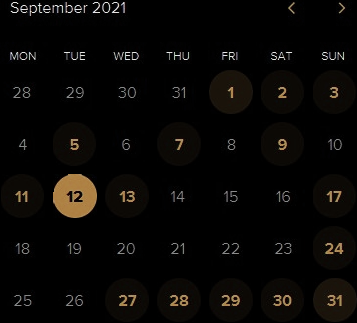 September 2021
MON TUE WED THU FRI SAT SUN
28 29 30 31 1 2 3
4 5 6 7 8 9 10
11 12 13 14 15 16 17
18 19 20 21 22 23 24
25 26 27 28 29 30 31